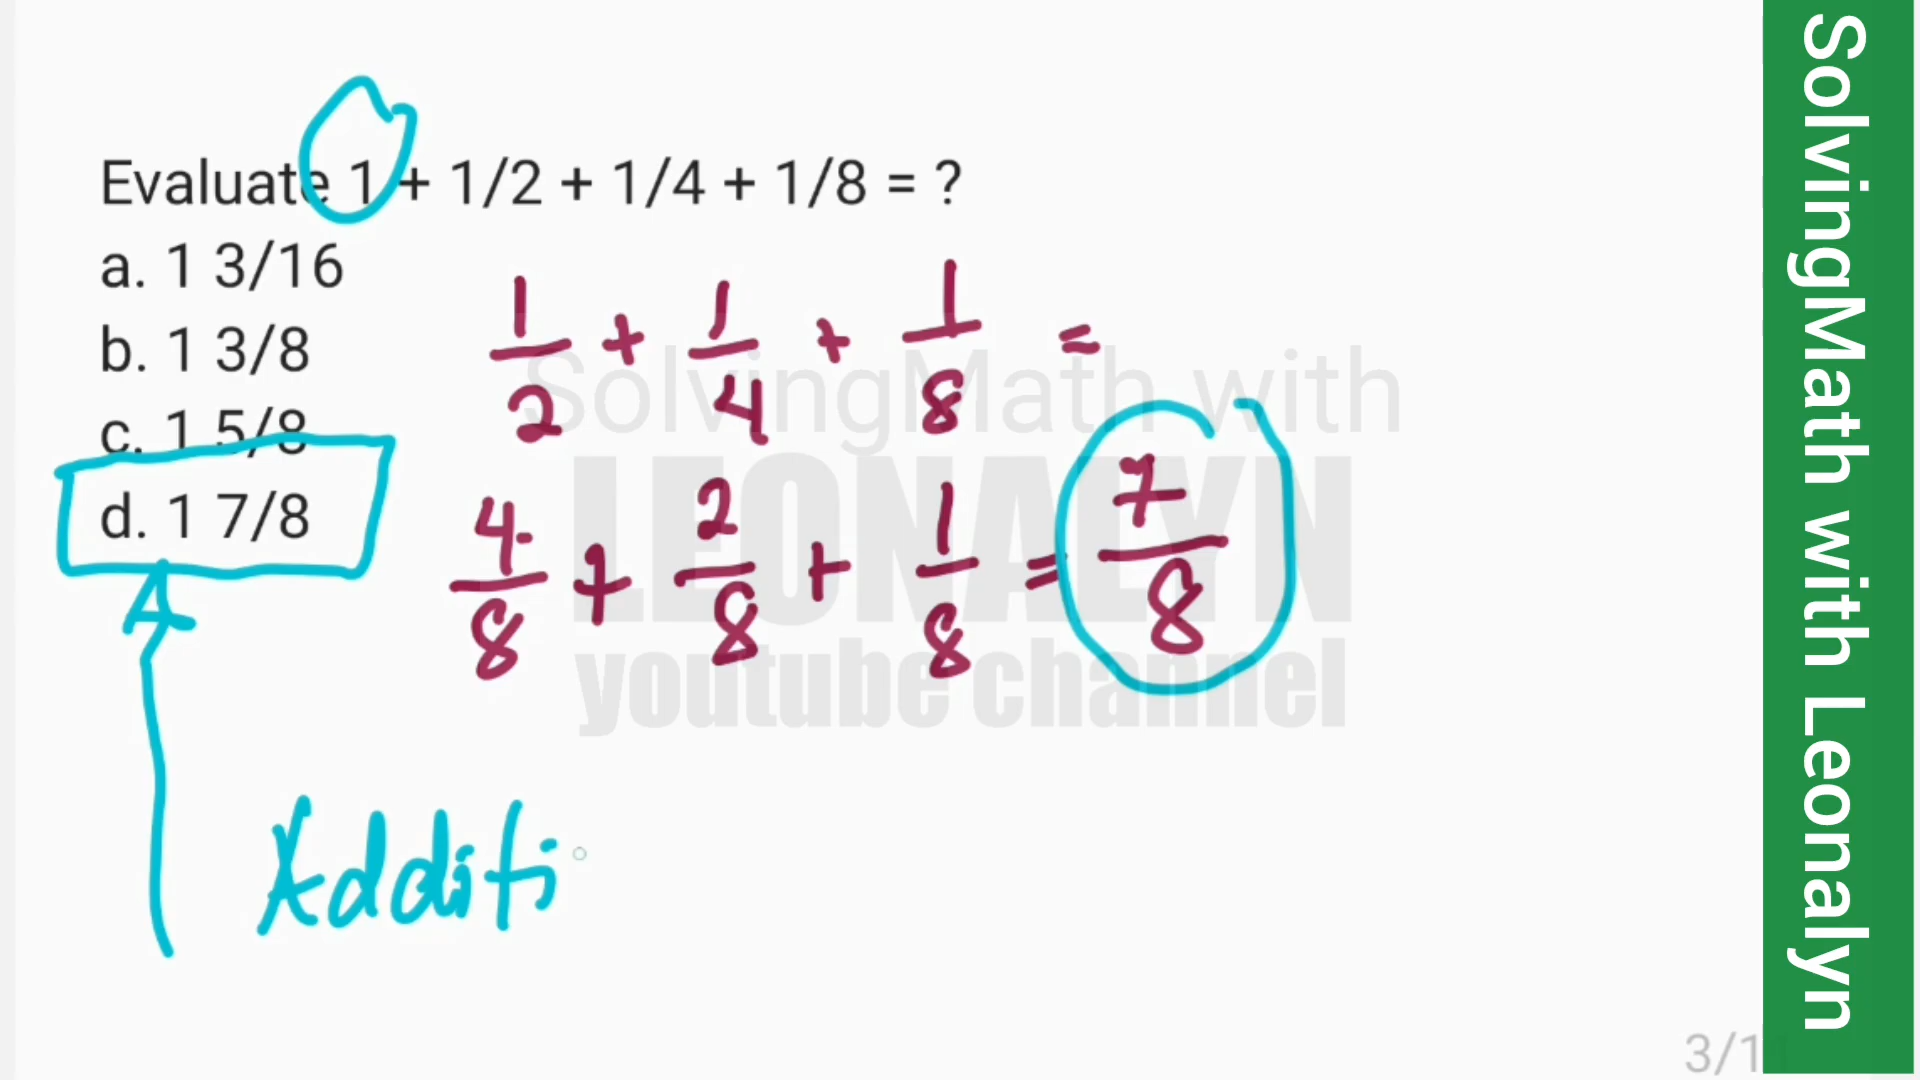 Evaluate 1 + 1/2 + 1/4 + 1/8 = ?
a. 1 3/16
b. 1 3/8
c. 1 5/8
d. 1 7/8
1/2 + 1/4 + 1/8 =
4/8 + 2/8 + 1/8 = 7/8
Additi
SolvingMath with
LEONALYN
youtube channel
SolvingMath with Leonalyn